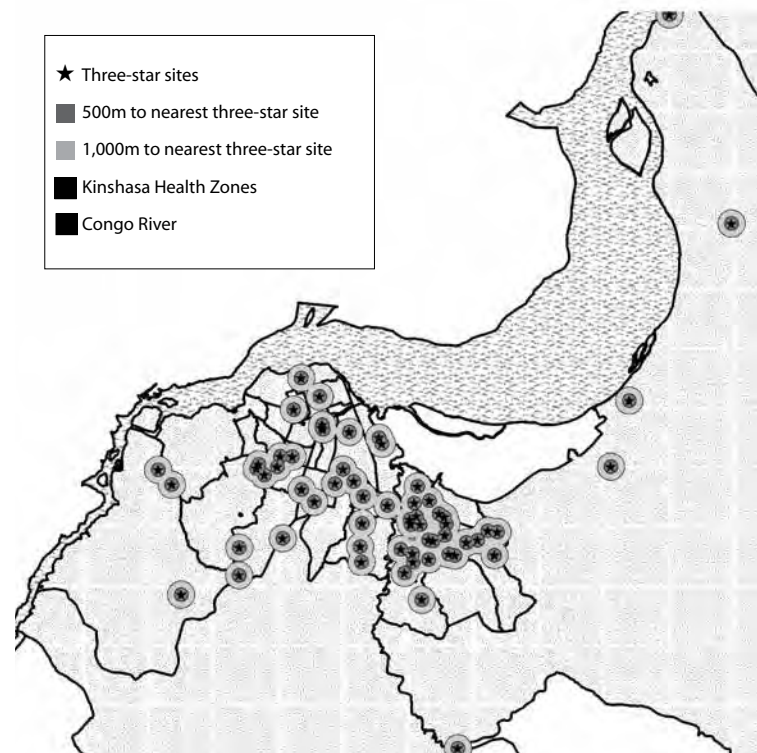 Three-star sites
500m to nearest three-star site
1,000m to nearest three-star site
Kinshasa Health Zones
Congo River